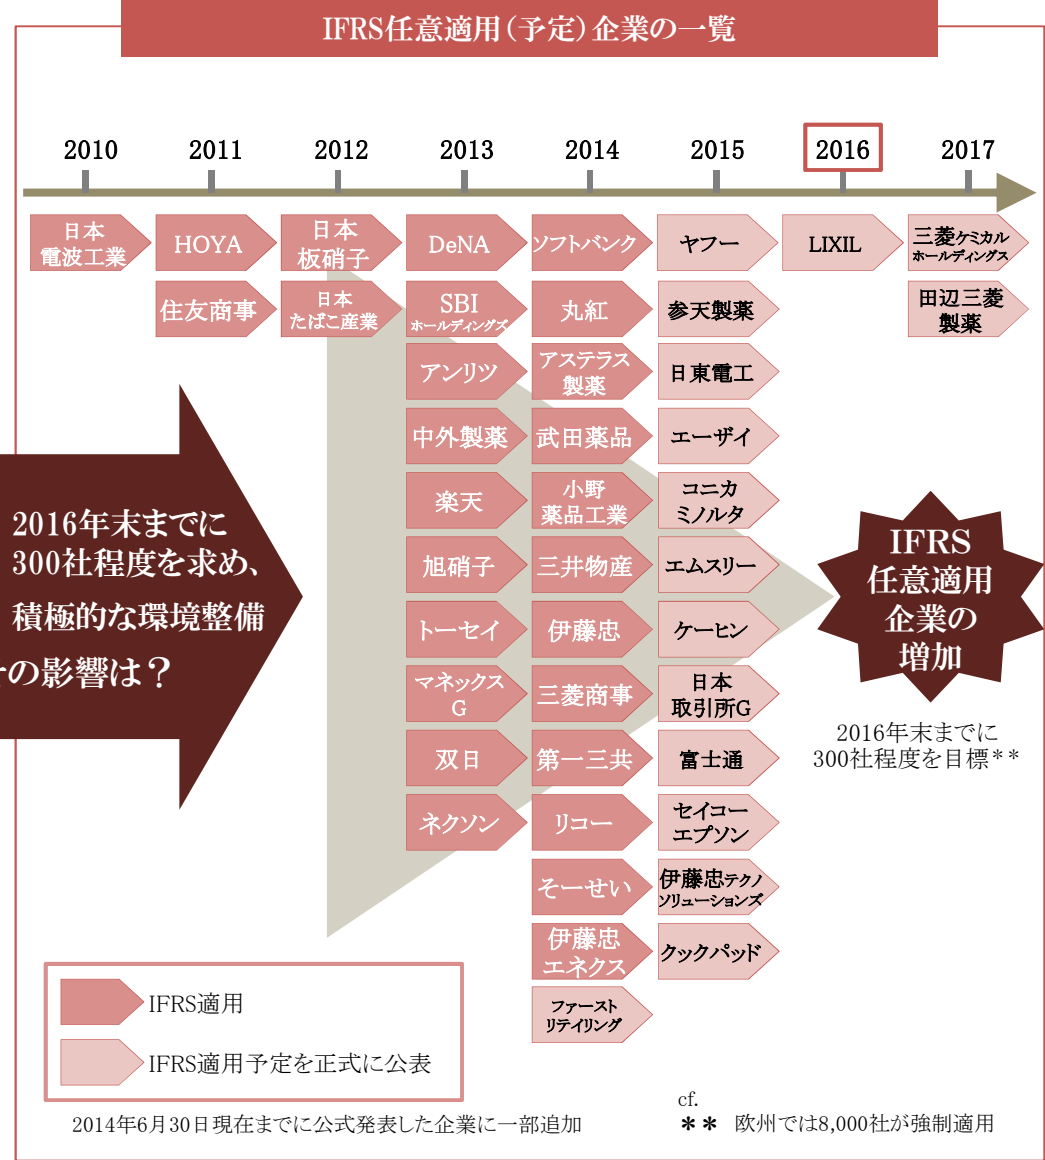 IFRS任意適用（予定）企業の一覧
2010
2011
2012
2013
2014
2015
2016
2017
日本
電波工業
HOYA
日本
板硝子
DeNA
ソフトバンク
ヤフー
LIXIL
三菱ケミカル
ホールディングス
住友商事
日本
たばこ産業
SBI
ホールディングズ
丸紅
参天製薬
田辺三菱
製薬
アンリツ
アステラス
製薬
日東電工
中外製薬
武田薬品
エーザイ
楽天
小野
薬品工業
コニカ
ミノルタ
旭硝子
三井物産
エムスリー
トーセイ
伊藤忠
ケーヒン
マネックス
G
三菱商事
日本
取引所G
双日
第一三共
富士通
ネクソン
リコー
セイコー
エプソン
そーせい
伊藤忠テクノ
ソリューションズ
伊藤忠
エネクス
クックパッド
ファースト
リテイリング
2016年末までに
300社程度を求め、
積極的な環境整備
の影響は？
IFRS
任意適用
企業の
増加
2016年末までに
300社程度を目標**
IFRS適用
IFRS適用予定を正式に公表
2014年6月30日現在までに公式発表した企業に一部追加
cf.
** 欧州では8,000社が強制適用